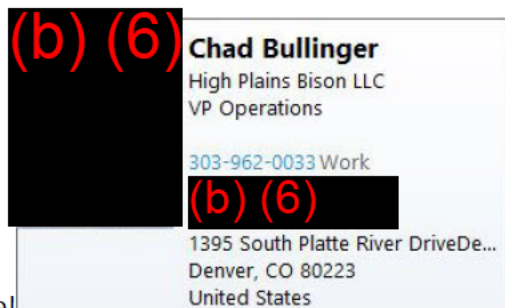 (b) (6)
Chad Bullinger
High Plains Bison LLC
VP Operations
303-962-0033 Work
(b) (6)
1395 South Platte River DriveDe...
Denver, CO 80223
United States